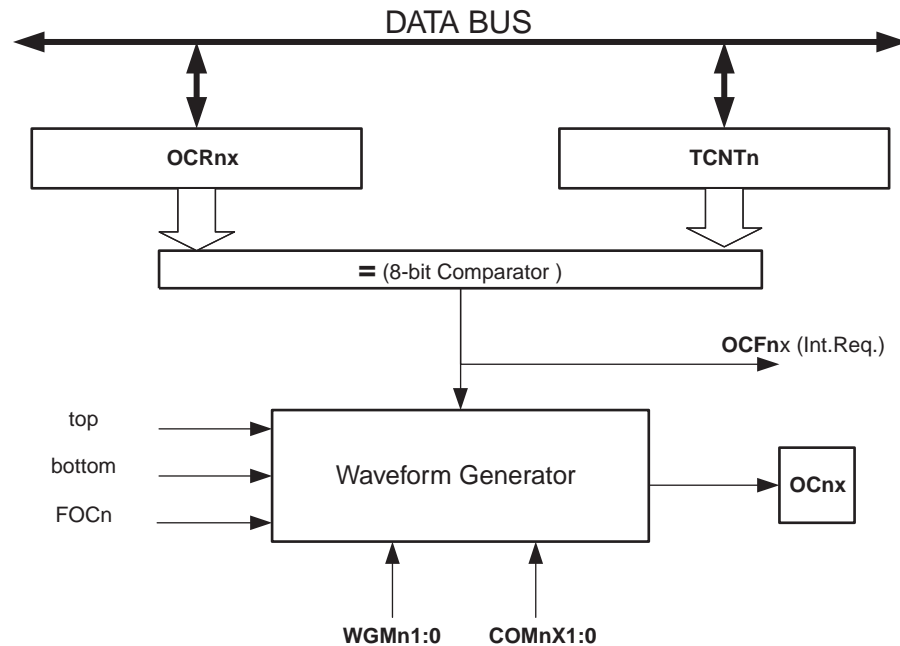 DATA BUS
OCRnx
TCNTn
= (8-bit Comparator )
OCFnx (Int.Req.)
top
bottom
FOCn
Waveform Generator
OCnx
WGMn1:0
COMnX1:0